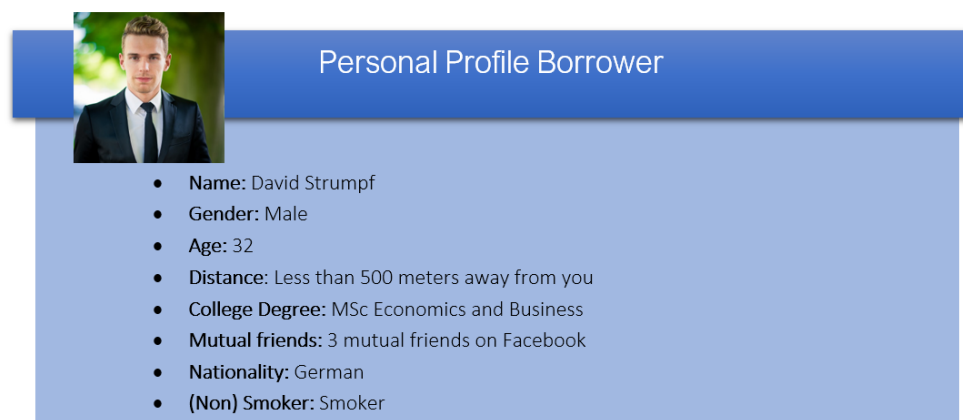 Personal Profile Borrower
• Name: David Strumpf
• Gender: Male
• Age: 32
• Distance: Less than 500 meters away from you
• College Degree: MSc Economics and Business
• Mutual friends: 3 mutual friends on Facebook
• Nationality: German
• (Non) Smoker: Smoker